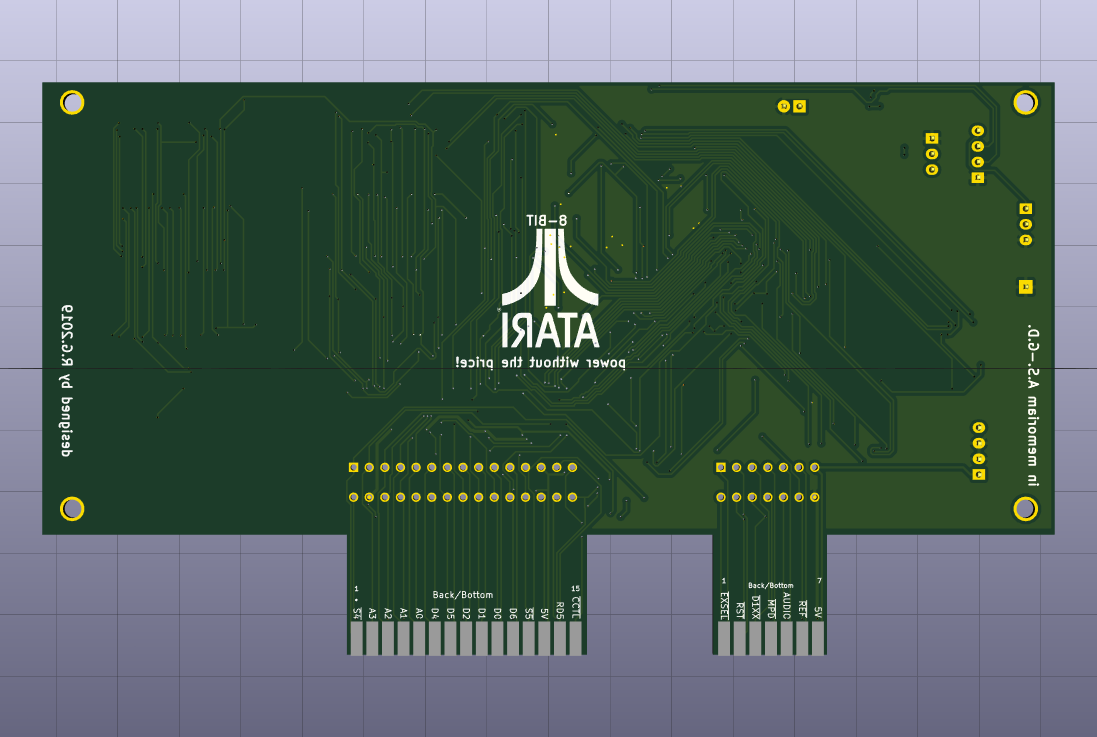 8-BIT
ATARI
power without the price!
designed by R.G.2019
in memoriam A.S.-G.D.
1 15
Back/Bottom
• S4 A3 A2 A1 A0 D4 D5 D2 D1 D0 D6 S5 5V RD5 CCTL
1 7
Back/Bottom
EXSEL RST D1XX MPD AUDIO REF 5V